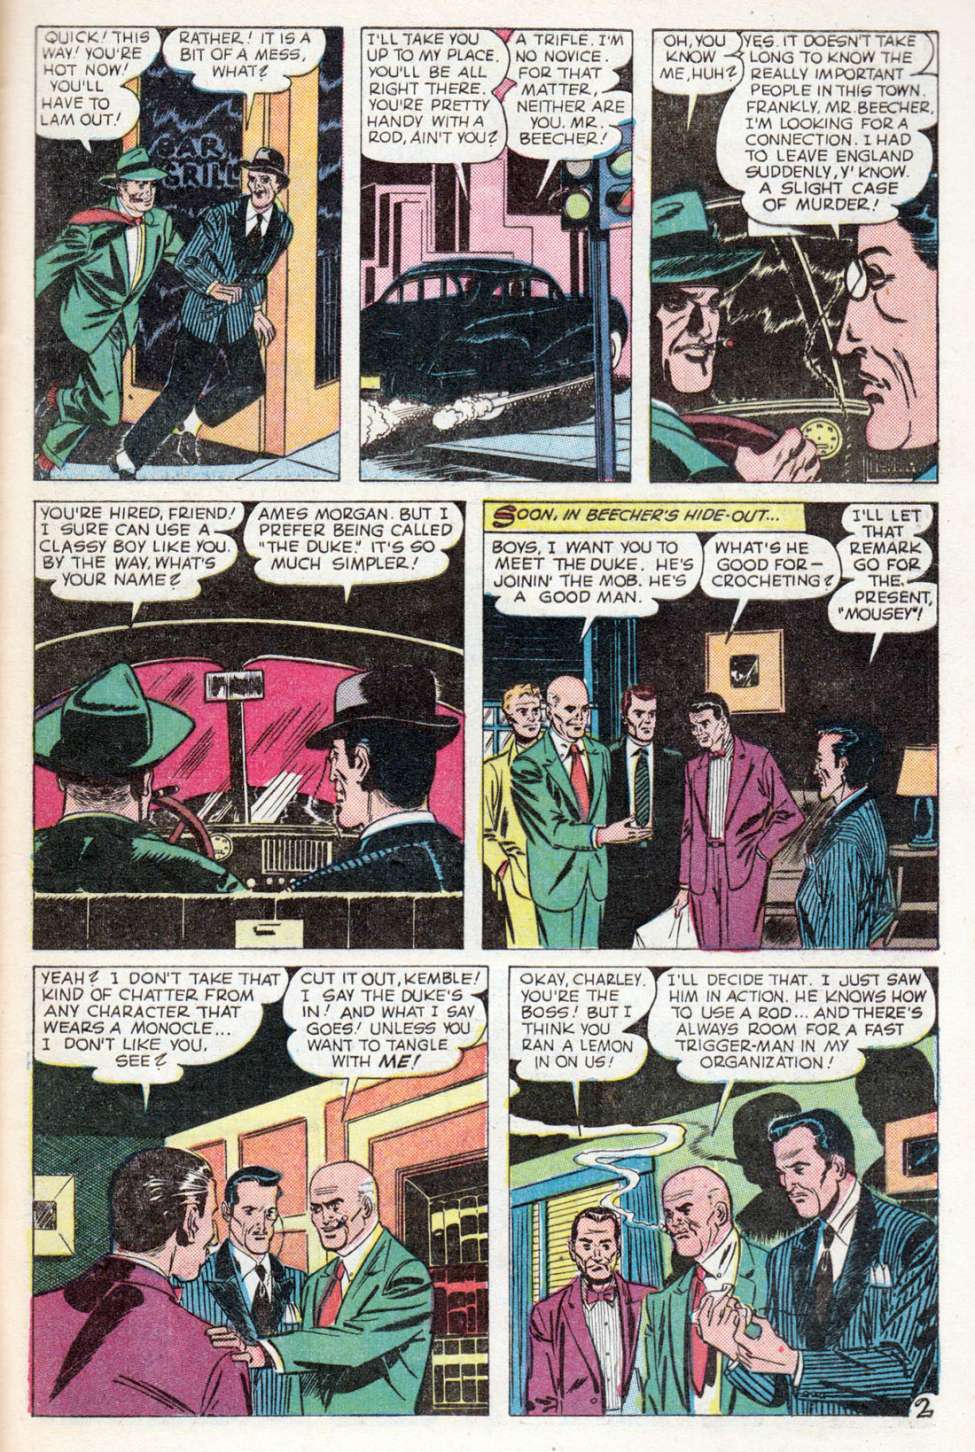 QUICK! THIS
WAY! YOU'RE
HOT NOW!
YOU'LL
HAVE TO
LAM OUT!
RATHER! IT IS A
BIT OF A MESS,
WHAT?
BAR
GRILL
I'LL TAKE YOU
UP TO MY PLACE.
YOU'LL BE ALL
RIGHT THERE.
YOU'RE PRETTY
HANDY WITH A
ROD, AIN'T YOU?
A TRIFLE. I'M
NO NOVICE.
FOR THAT
MATTER,
NEITHER ARE
YOU, MR.
BEECHER!
OH, YOU
KNOW
ME, HUH?
YES. IT DOESN'T TAKE
LONG TO KNOW THE
REALLY IMPORTANT
PEOPLE IN THIS TOWN.
FRANKLY, MR. BEECHER,
I'M LOOKING FOR A
CONNECTION. I HAD
TO LEAVE ENGLAND
SUDDENLY, Y'KNOW.
A SLIGHT CASE
OF MURDER!
YOU'RE HIRED, FRIEND!
I SURE CAN USE A
CLASSY BOY LIKE YOU.
BY THE WAY, WHAT'S
YOUR NAME?
AMES MORGAN. BUT I
PREFER BEING CALLED
"THE DUKE." IT'S SO
MUCH SIMPLER!
SOON, IN BEECHER'S HIDE-OUT...
BOYS, I WANT YOU TO
MEET THE DUKE. HE'S
JOININ' THE MOB. HE'S
A GOOD MAN.
WHAT'S HE
GOOD FOR—
CROCHETING?
I'LL LET
THAT
REMARK
GO FOR
THE
PRESENT,
"MOUSEY"!
YEAH? I DON'T TAKE THAT
KIND OF CHATTER FROM
ANY CHARACTER THAT
WEARS A MONOCLE...
I DON'T LIKE YOU,
SEE?
CUT IT OUT, KEMBLE!
I SAY THE DUKE'S
IN! AND WHAT I SAY
GOES! UNLESS YOU
WANT TO TANGLE
WITH ME!
OKAY, CHARLEY.
YOU'RE THE
BOSS! BUT I
THINK YOU
RAN A LEMON
IN ON US!
I'LL DECIDE THAT. I JUST SAW
HIM IN ACTION. HE KNOWS HOW
TO USE A ROD... AND THERE'S
ALWAYS ROOM FOR A FAST
TRIGGER-MAN IN MY
ORGANIZATION!
2